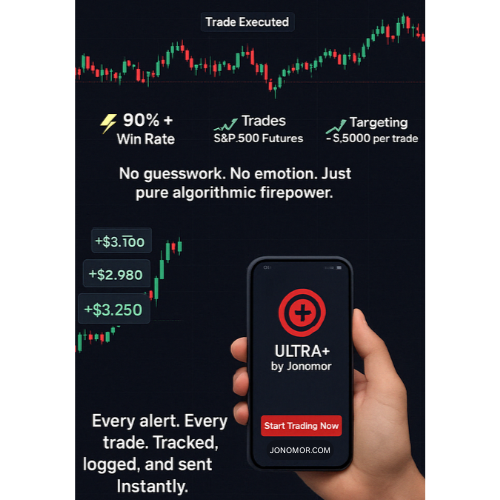 Trade Executed
90% +
Win Rate
Trades
S&P.500 Futures
Targeting
-$,5000 per trade
No guesswork. No emotion. Just
pure algorithmic firepower.
+$3.100
+$2.980
+$3.250
ULTRA+
by Jonomor
Start Trading Now
JONOMOR.COM
Every alert. Every
trade. Tracked,
logged, and sent
Instantly.